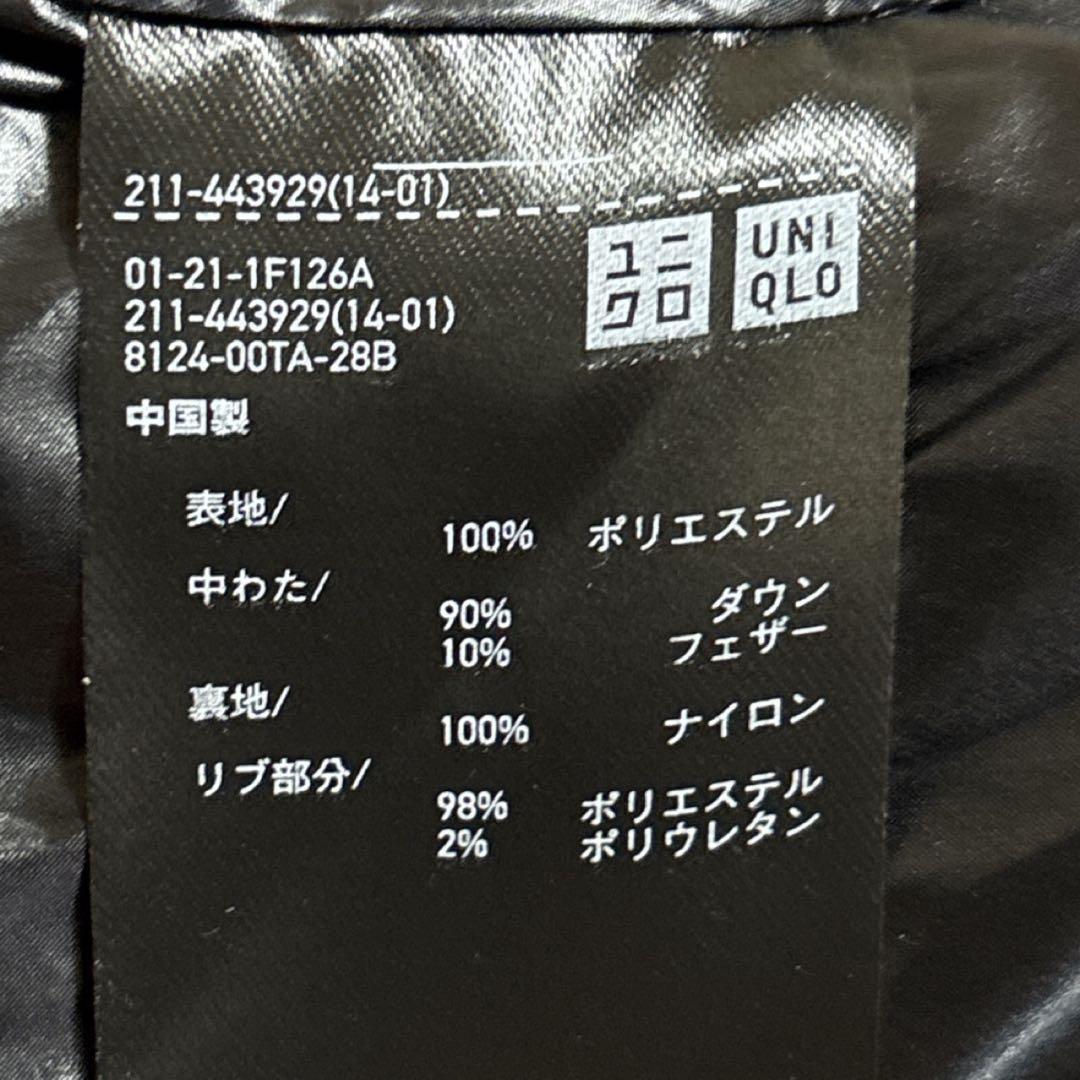 211-443929(14-01)
ユニ
クロ
UNI
QLO
01-21-1F126A
211-443929(14-01)
8124-00TA-28B
中国製
表地/
100% ポリエステル
中わた/
90% ダウン
10% フェザー
裏地/
100% ナイロン
リブ部分/
98% ポリエステル
2% ポリウレタン